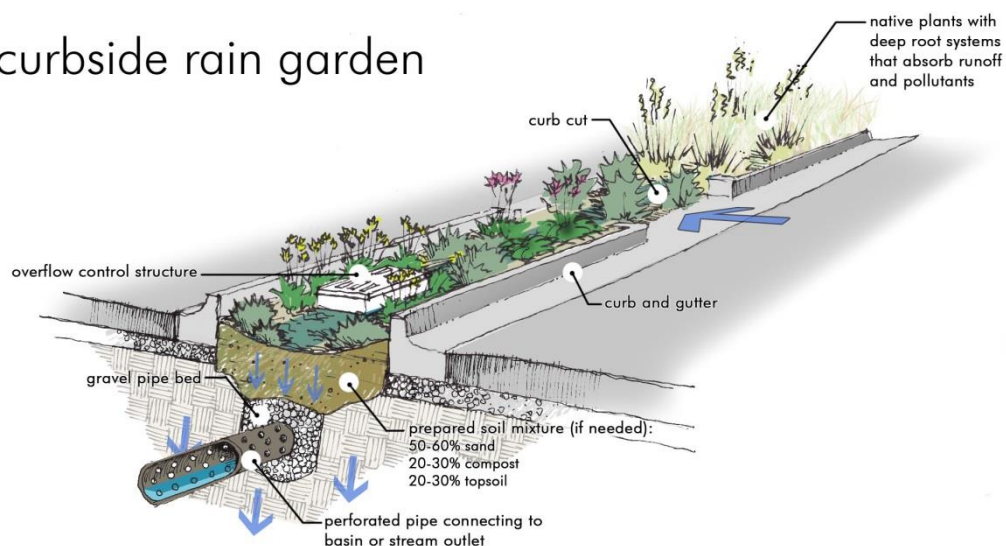 curbside rain garden
native plants with
deep root systems
that absorb runoff
and pollutants
curb cut
overflow control structure
curb and gutter
gravel pipe bed
prepared soil mixture (if needed):
50-60% sand
20-30% compost
20-30% topsoil
perforated pipe connecting to
basin or stream outlet